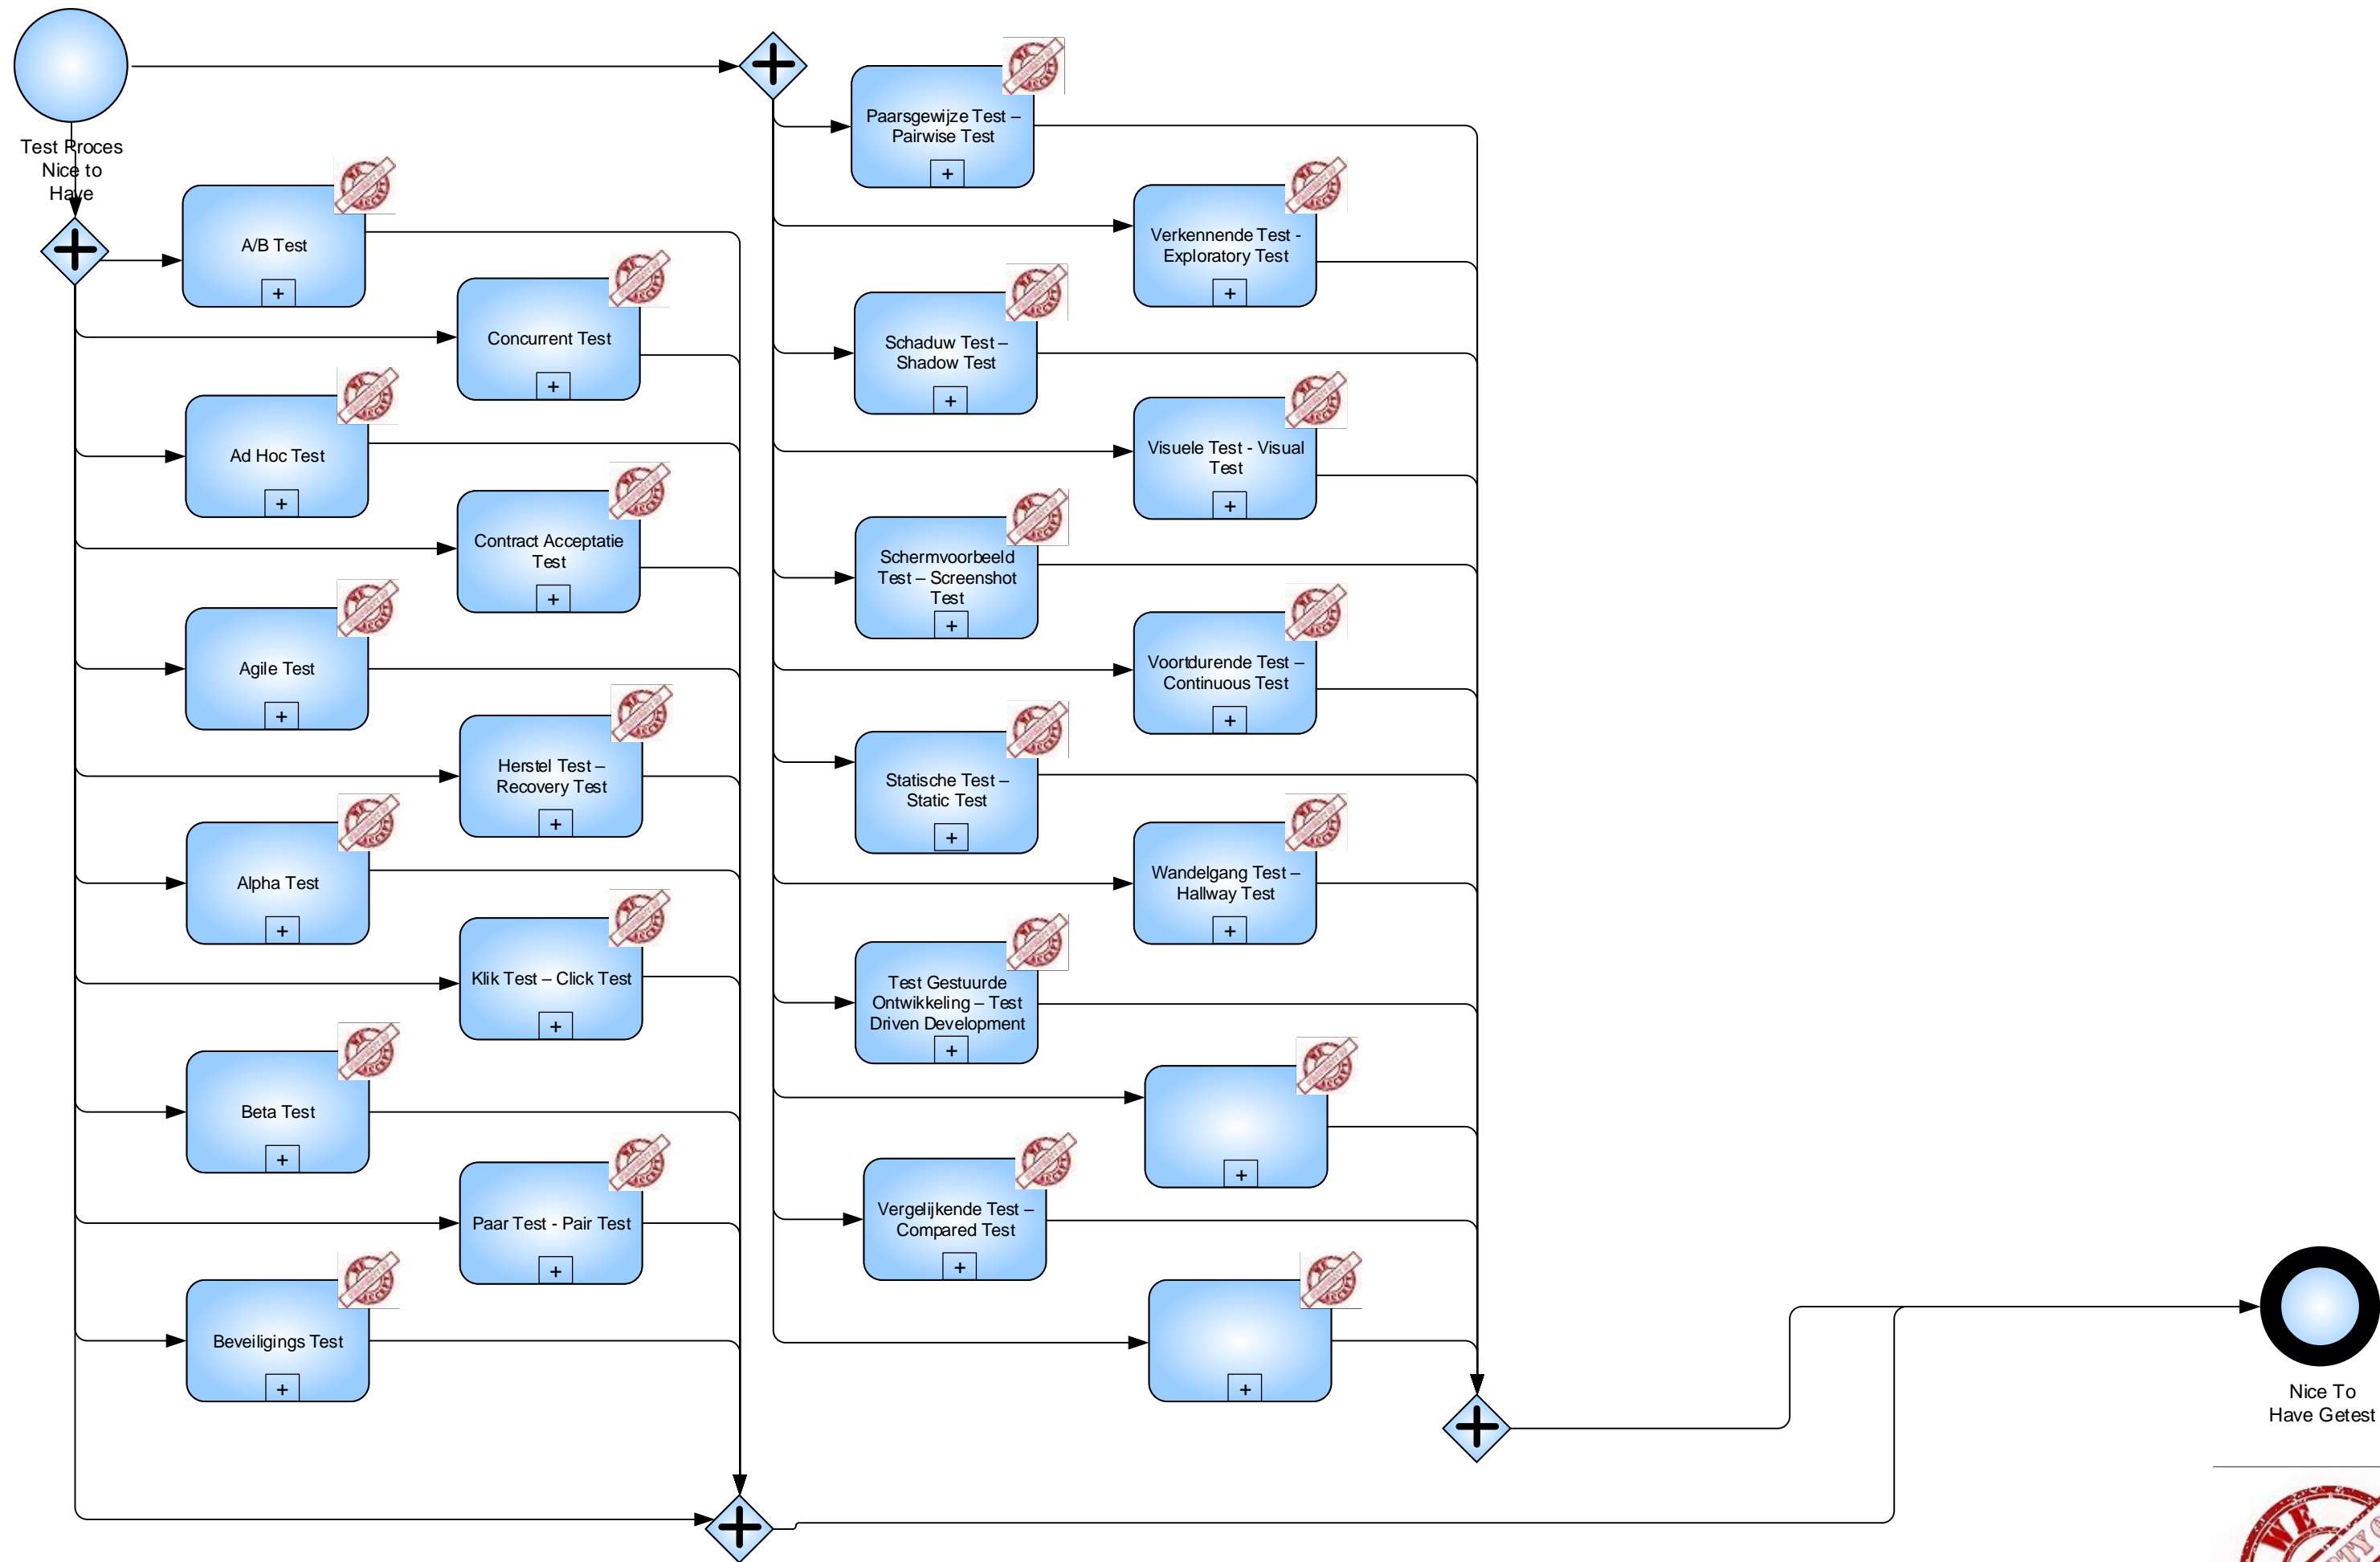 Test Proces
Nice to
Have
A/B Test
Concurrent Test
Ad Hoc Test
Contract Acceptatie
Test
Agile Test
Herstel Test –
Recovery Test
Alpha Test
Klik Test – Click Test
Beta Test
Paar Test - Pair Test
Beveiligings Test
Paarsgewijze Test –
Pairwise Test
Verkennende Test -
Exploratory Test
Schaduw Test –
Shadow Test
Visuele Test - Visual
Test
Schermvoorbeeld
Test – Screenshot
Test
Voortdurende Test –
Continuous Test
Statische Test –
Static Test
Wandelgang Test –
Hallway Test
Test Gestuurde
Ontwikkeling – Test
Driven Development
Vergelijkende Test –
Compared Test
Nice To
Have Getest
WE